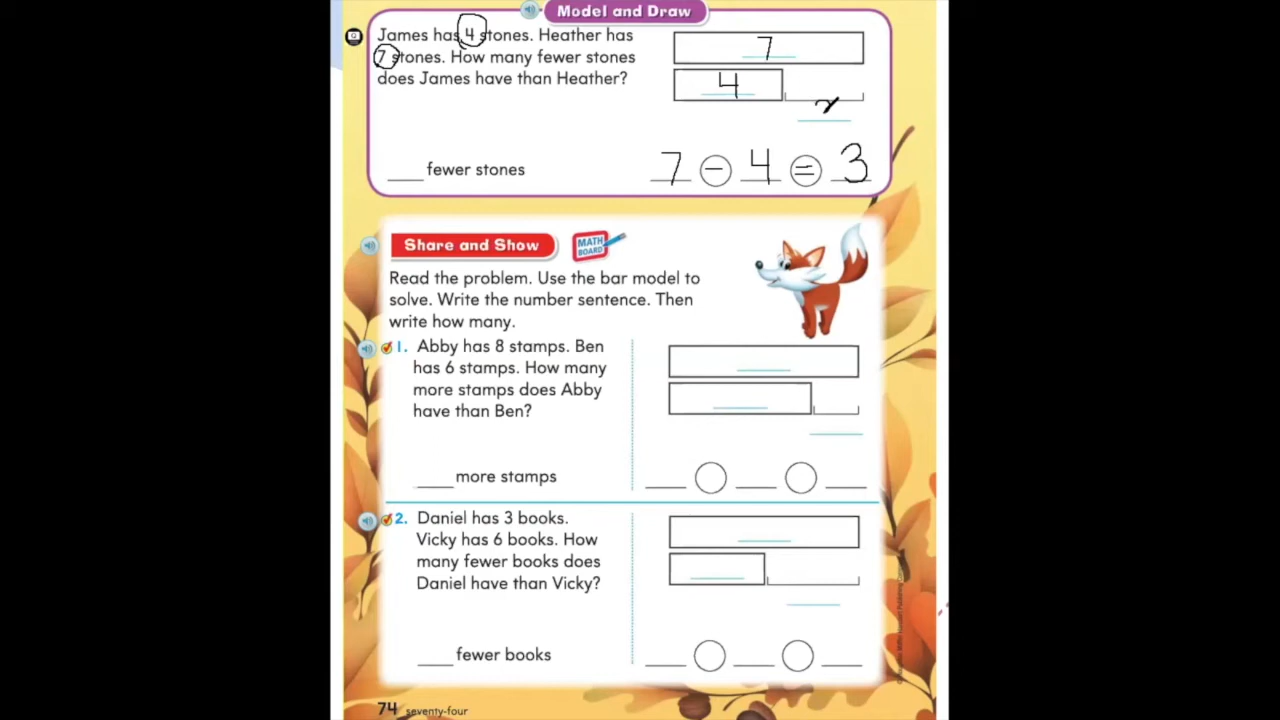 Model and Draw
James has 4 stones. Heather has
7 stones. How many fewer stones
does James have than Heather?
7
4
___ fewer stones
7 - 4 = 3
Share and Show
MATH
BOARD
Read the problem. Use the bar model to
solve. Write the number sentence. Then
write how many.
1. Abby has 8 stamps. Ben
has 6 stamps. How many
more stamps does Abby
have than Ben?
___ more stamps
2. Daniel has 3 books.
Vicky has 6 books. How
many fewer books does
Daniel have than Vicky?
___ fewer books
74 seventy-four